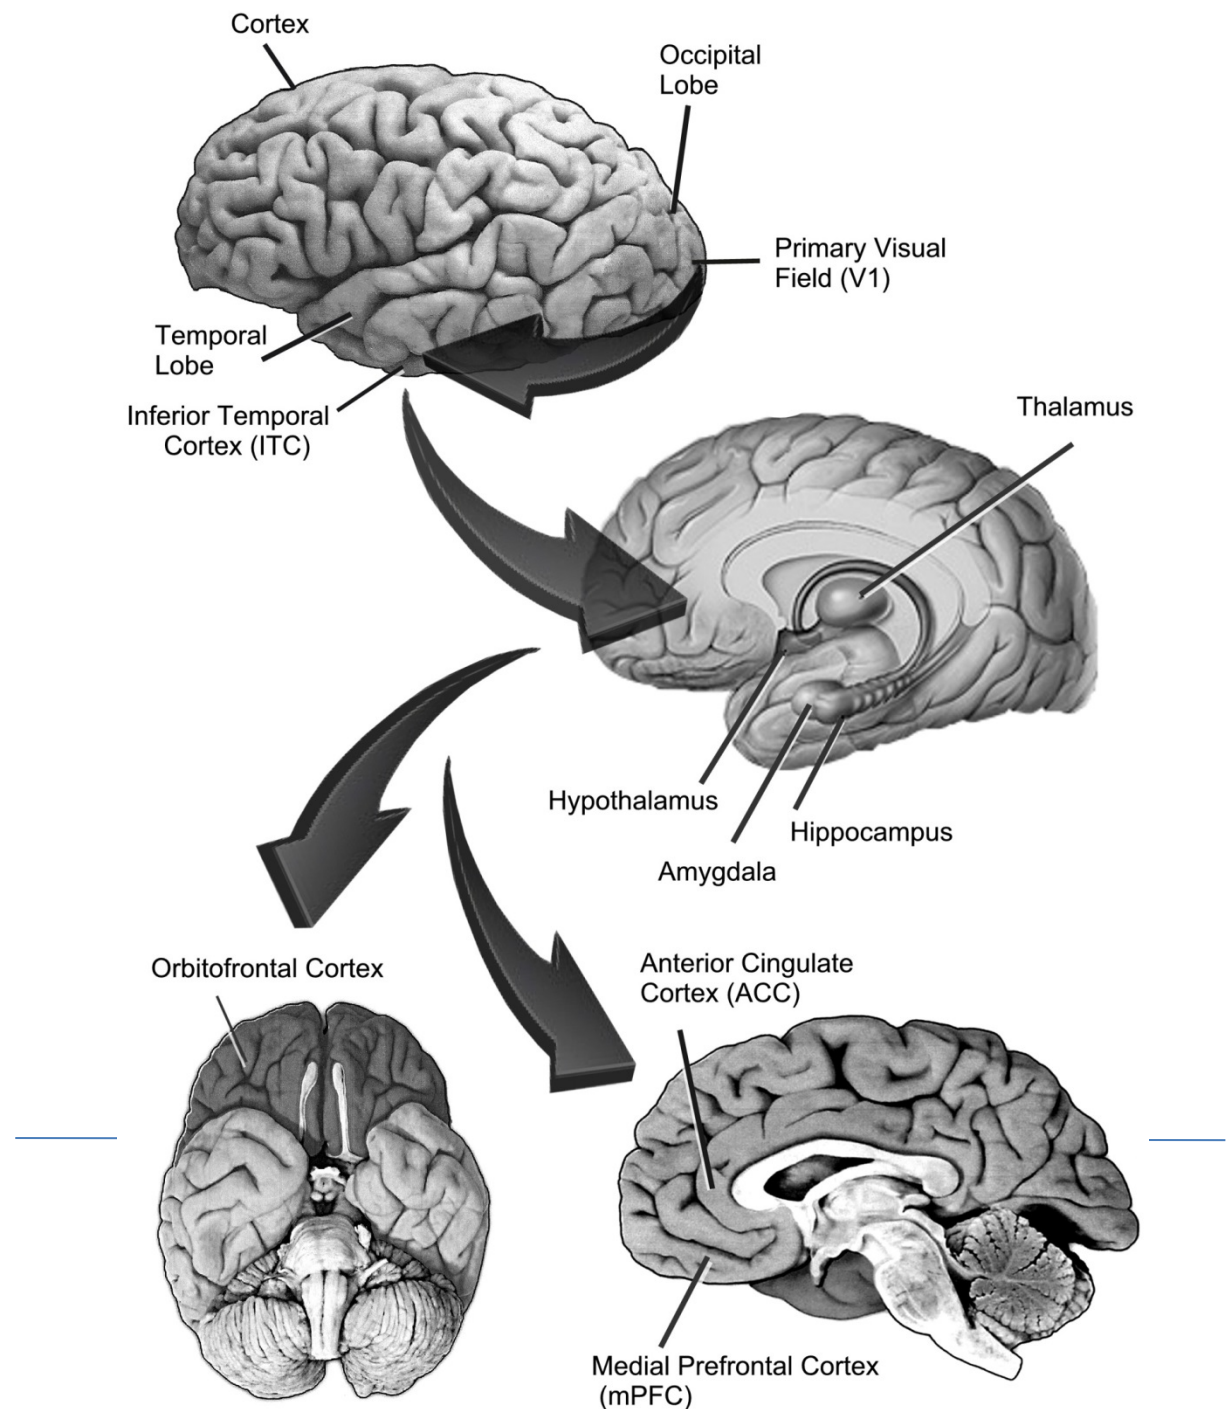 Cortex
Occipital
Lobe
Primary Visual
Field (V1)
Temporal
Lobe
Inferior Temporal
Cortex (ITC)
Thalamus
Hypothalamus
Hippocampus
Amygdala
Orbitofrontal Cortex
Anterior Cingulate
Cortex (ACC)
Medial Prefrontal Cortex
(mPFC)